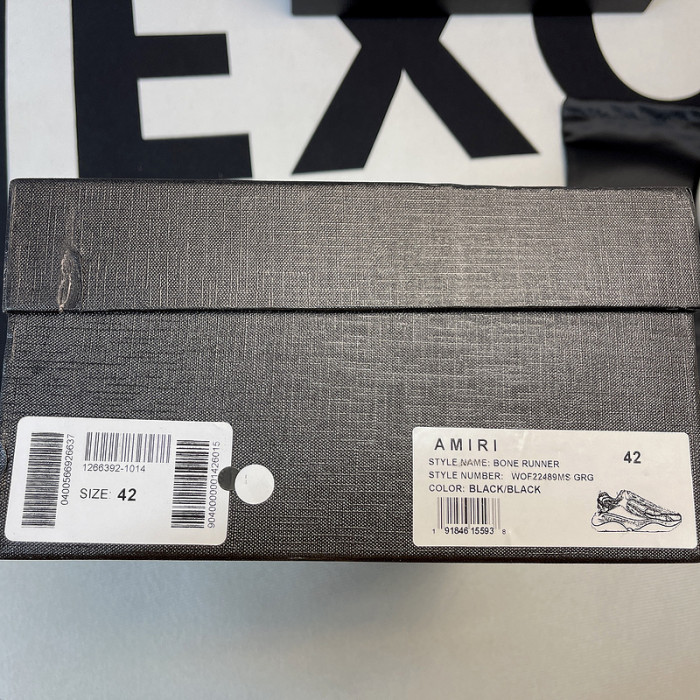 EXC
0400566926637
1266392-1014
SIZE: 42
9040000001426015
AMIRI
42
STYLE NAME: BONE RUNNER
STYLE NUMBER: WOF22489MS GRG
COLOR: BLACK/BLACK
1 91846 15593 8